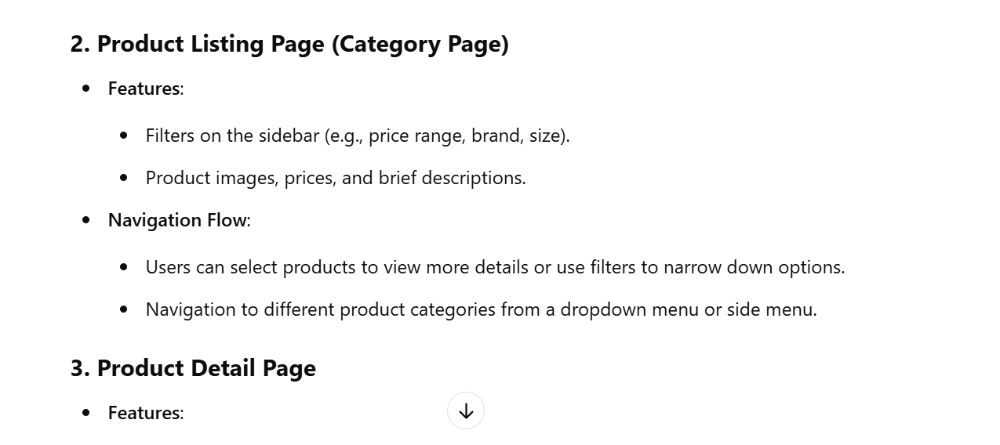 2. Product Listing Page (Category Page)
Features:
Filters on the sidebar (e.g., price range, brand, size).
Product images, prices, and brief descriptions.
Navigation Flow:
Users can select products to view more details or use filters to narrow down options.
Navigation to different product categories from a dropdown menu or side menu.
3. Product Detail Page
Features: